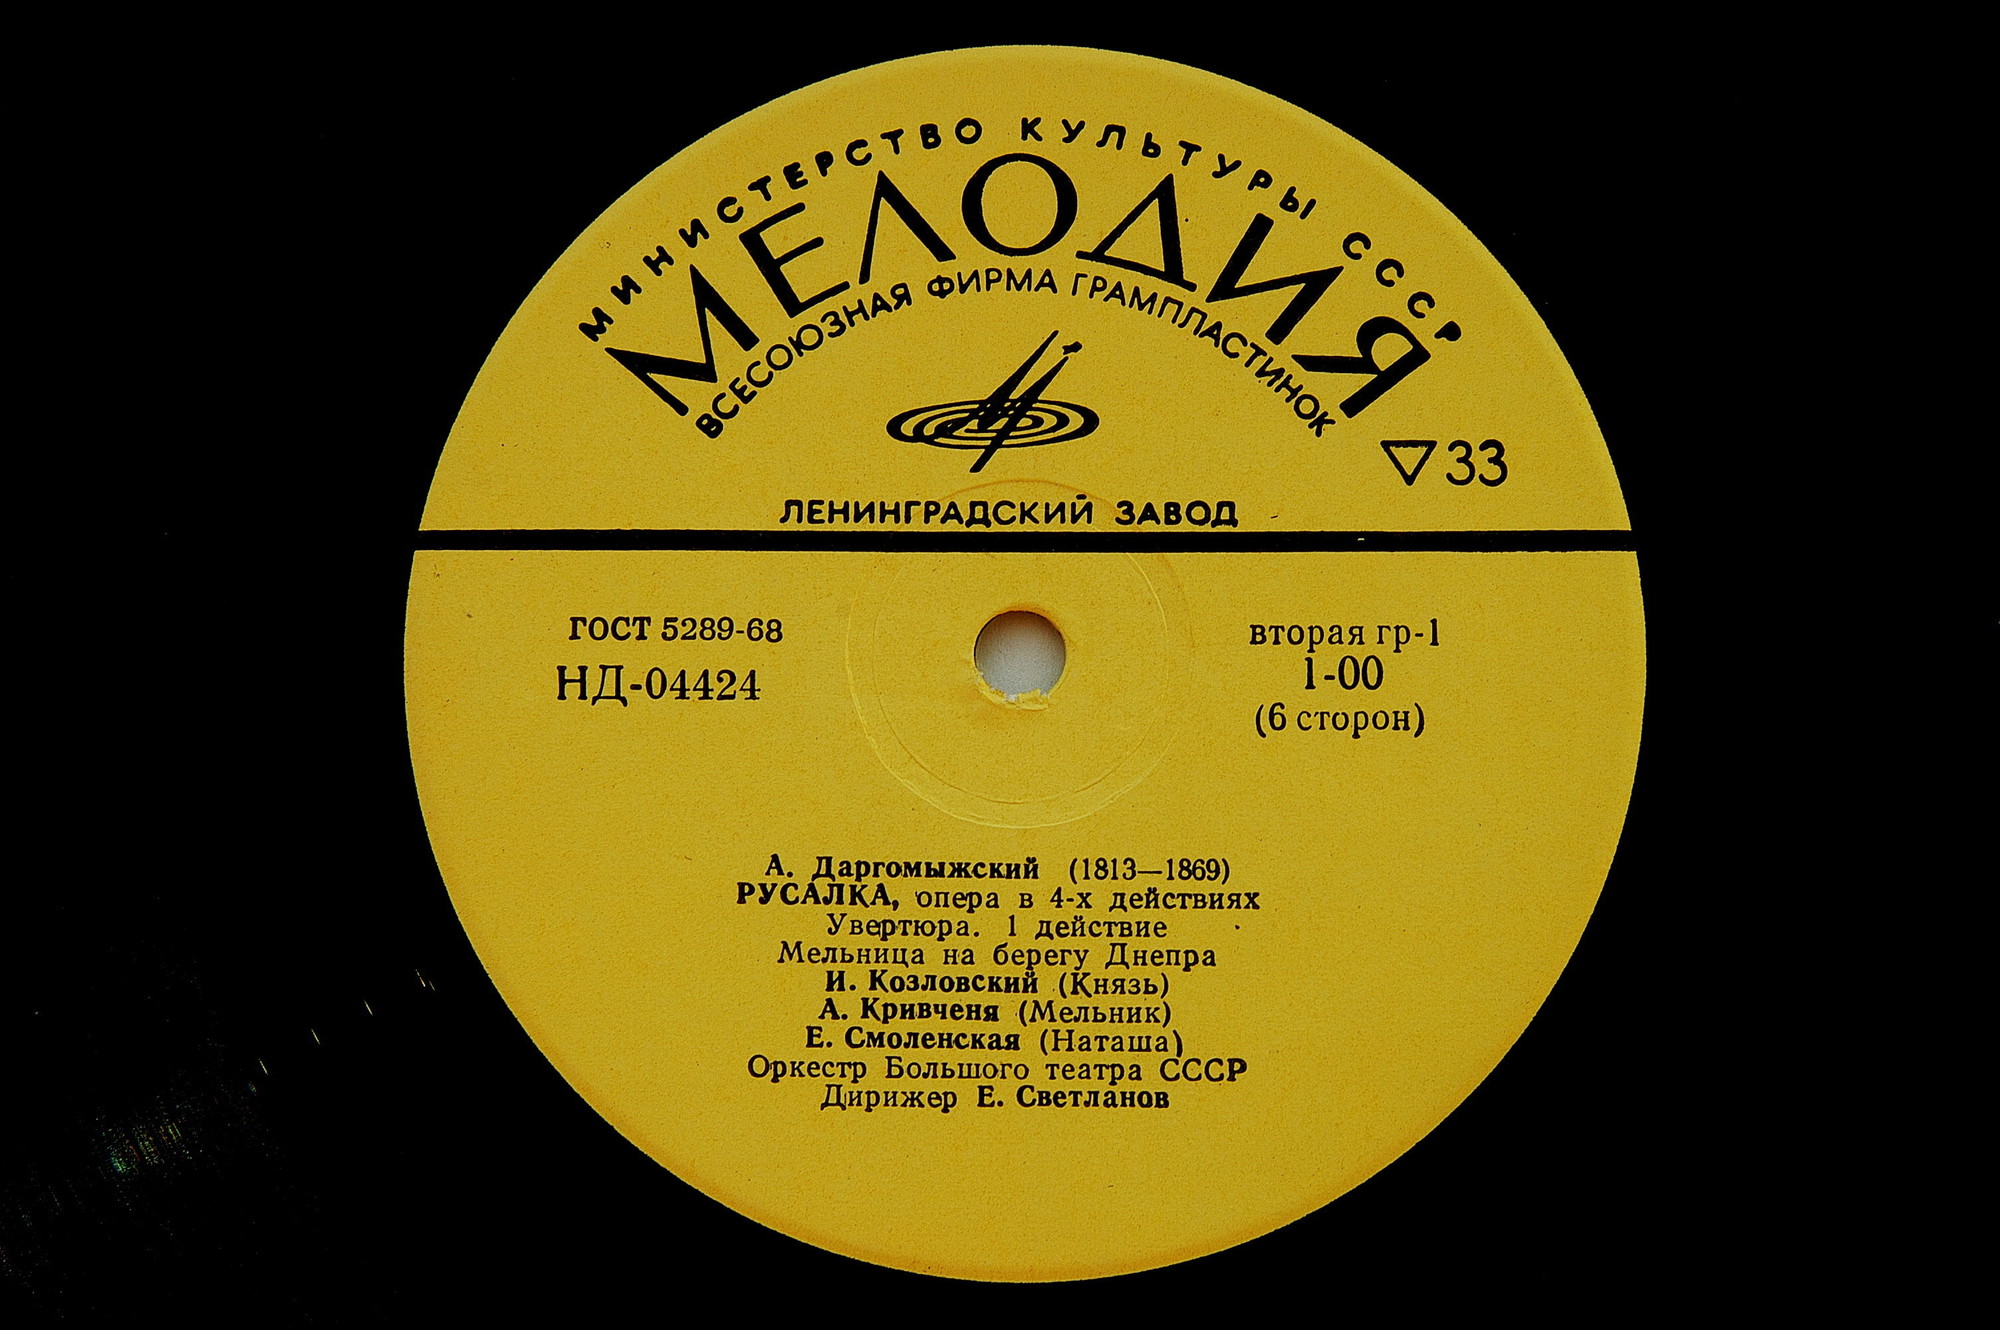 МИНИСТЕРСТВО КУЛЬТУРЫ СССР
МЕЛОДИЯ
ВСЕСОЮЗНАЯ ФИРМА ГРАМПЛАСТИНОК
33
ЛЕНИНГРАДСКИЙ ЗАВОД
ГОСТ 5289-68
НД-04424
вторая гр-1
1-00
(6 сторон)
А. Даргомыжский (1813—1869)
РУСАЛКА, опера в 4-х действиях
Увертюра. 1 действие
Мельница на берегу Днепра
И. Козловский (Князь)
А. Кривченя (Мельник)
Е. Смоленская (Наташа)
Оркестр Большого театра СССР
Дирижер Е. Светланов